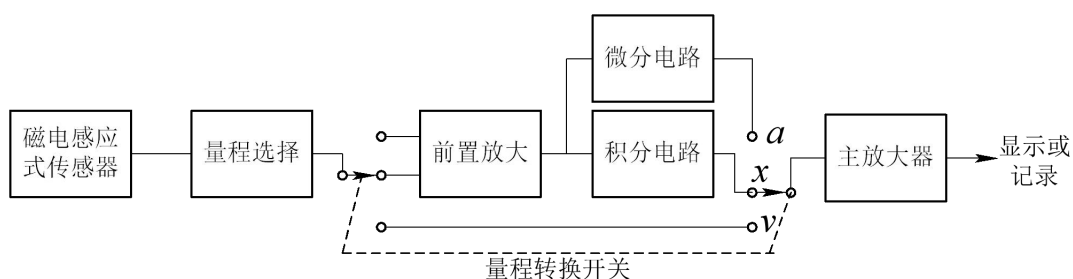 微分电路
磁电感应
式传感器
量程选择
前置放大
积分电路
a
x
v
主放大器
显示或
记录
量程转换开关